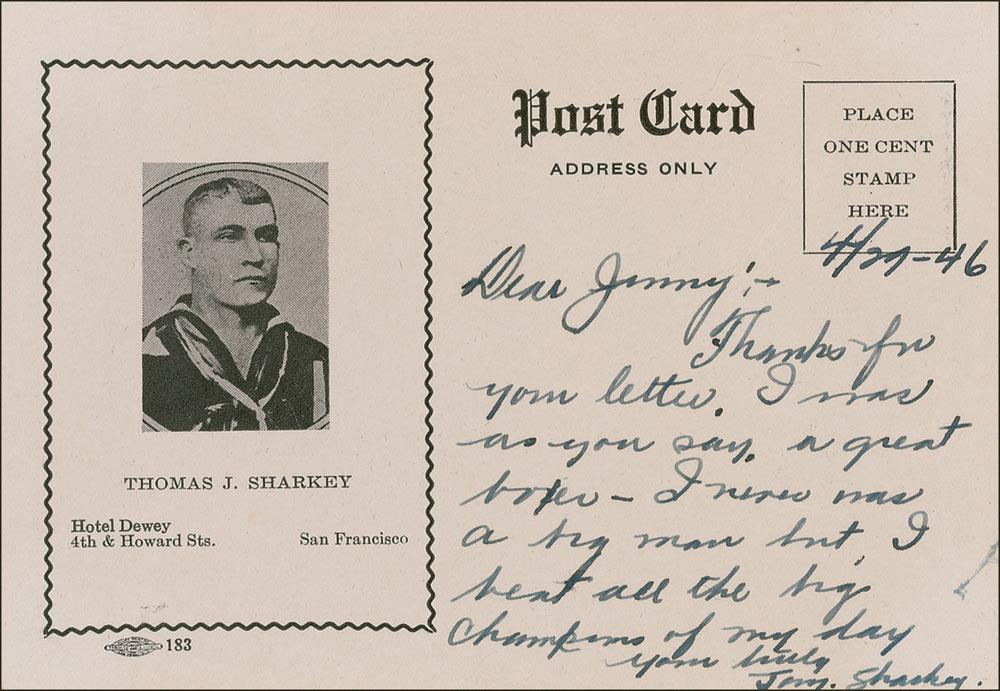 Post Card
ADDRESS ONLY
PLACE
ONE CENT
STAMP
HERE
THOMAS J. SHARKEY
Hotel Dewey
4th & Howard Sts. San Francisco
183
4/29-46
Dear Jimmy:-
Thanks for
your letter. I was
as you say, a great
boxer - I never was
a big man but, I
beat all the big
champions of my day
Yours truly
Tom. Sharkey.